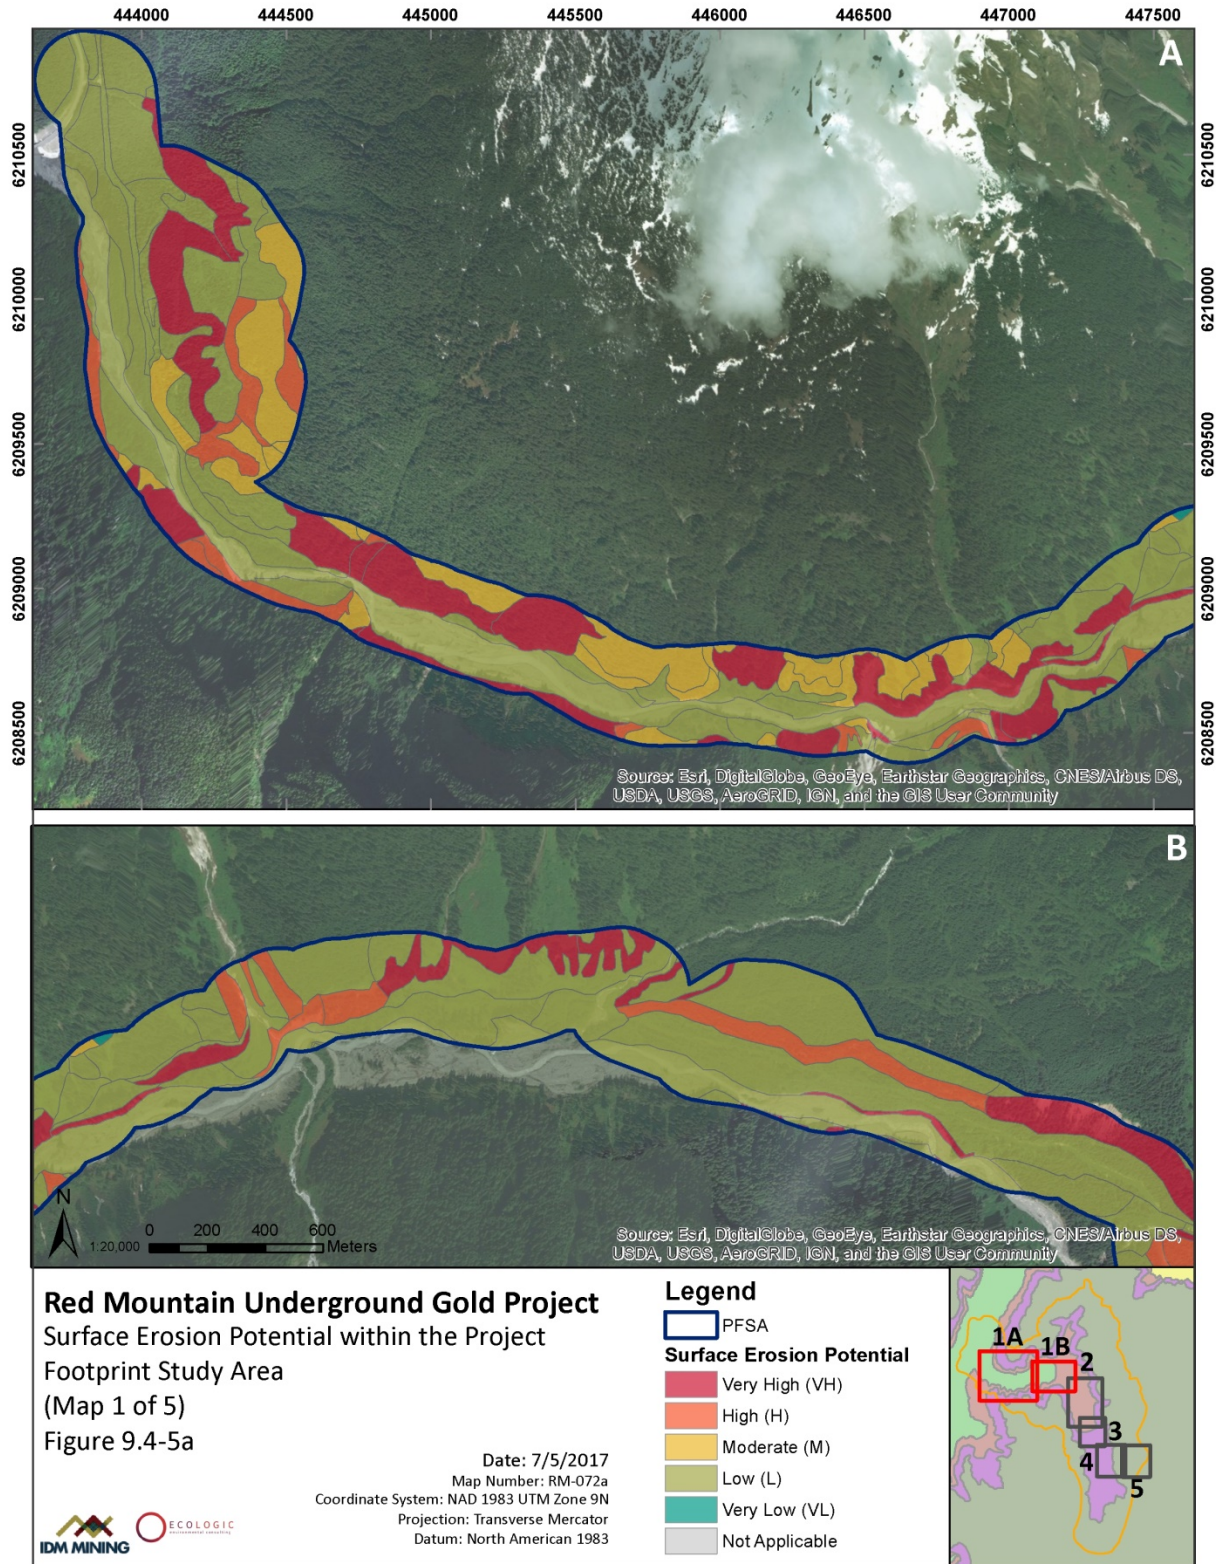 444000 444500 445000 445500 446000 446500 447000 447500
A
6210500
6210000
6209500
6209000
6208500
6210500
6210000
6209500
6209000
6208500
Source: Esri, DigitalGlobe, GeoEye, Earthstar Geographics, CNES/Airbus DS,
USDA, USGS, AeroGRID, IGN, and the GIS User Community
B
N
0 200 400 600
1:20,000 Meters
Source: Esri, DigitalGlobe, GeoEye, Earthstar Geographics, CNES/Airbus DS,
USDA, USGS, AeroGRID, IGN, and the GIS User Community
Red Mountain Underground Gold Project
Surface Erosion Potential within the Project
Footprint Study Area
(Map 1 of 5)
Figure 9.4-5a
Date: 7/5/2017
Map Number: RM-072a
Coordinate System: NAD 1983 UTM Zone 9N
Projection: Transverse Mercator
Datum: North American 1983
IDM MINING
ECOLOGIC
environmental consulting
Legend
PFSA
Surface Erosion Potential
Very High (VH)
High (H)
Moderate (M)
Low (L)
Very Low (VL)
Not Applicable
1A
1B
2
3
4
5